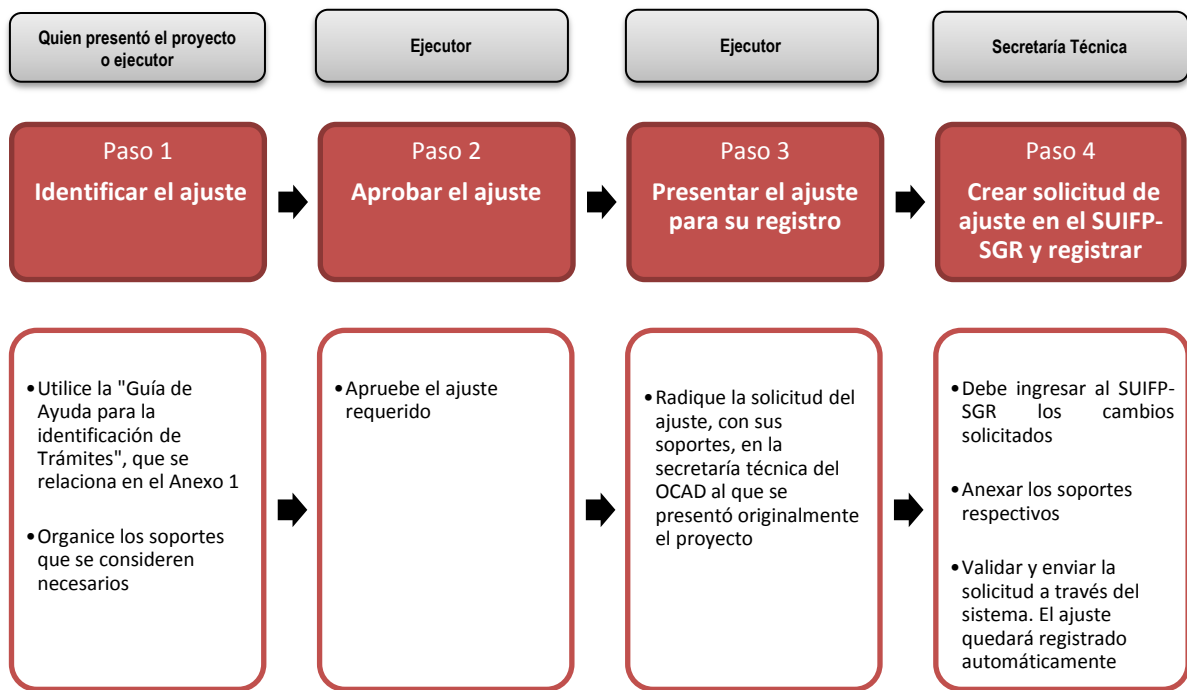 Quien presentó el proyecto
o ejecutor
Ejecutor
Ejecutor
Secretaría Técnica
Paso 1
Identificar el ajuste
Paso 2
Aprobar el ajuste
Paso 3
Presentar el ajuste
para su registro
Paso 4
Crear solicitud de
ajuste en el SUIFP-
SGR y registrar
•Utilice la "Guía de
Ayuda para la
identificación de
Trámites", que se
relaciona en el Anexo 1
•Organice los soportes
que se consideren
necesarios
•Apruebe el ajuste
requerido
•Radique la solicitud del
ajuste, con sus
soportes, en la
secretaría técnica del
OCAD al que se
presentó originalmente
el proyecto
•Debe ingresar al SUIFP-
SGR los cambios
solicitados
•Anexar los soportes
respectivos
•Validar y enviar la
solicitud a través del
sistema. El ajuste
quedará registrado
automáticamente